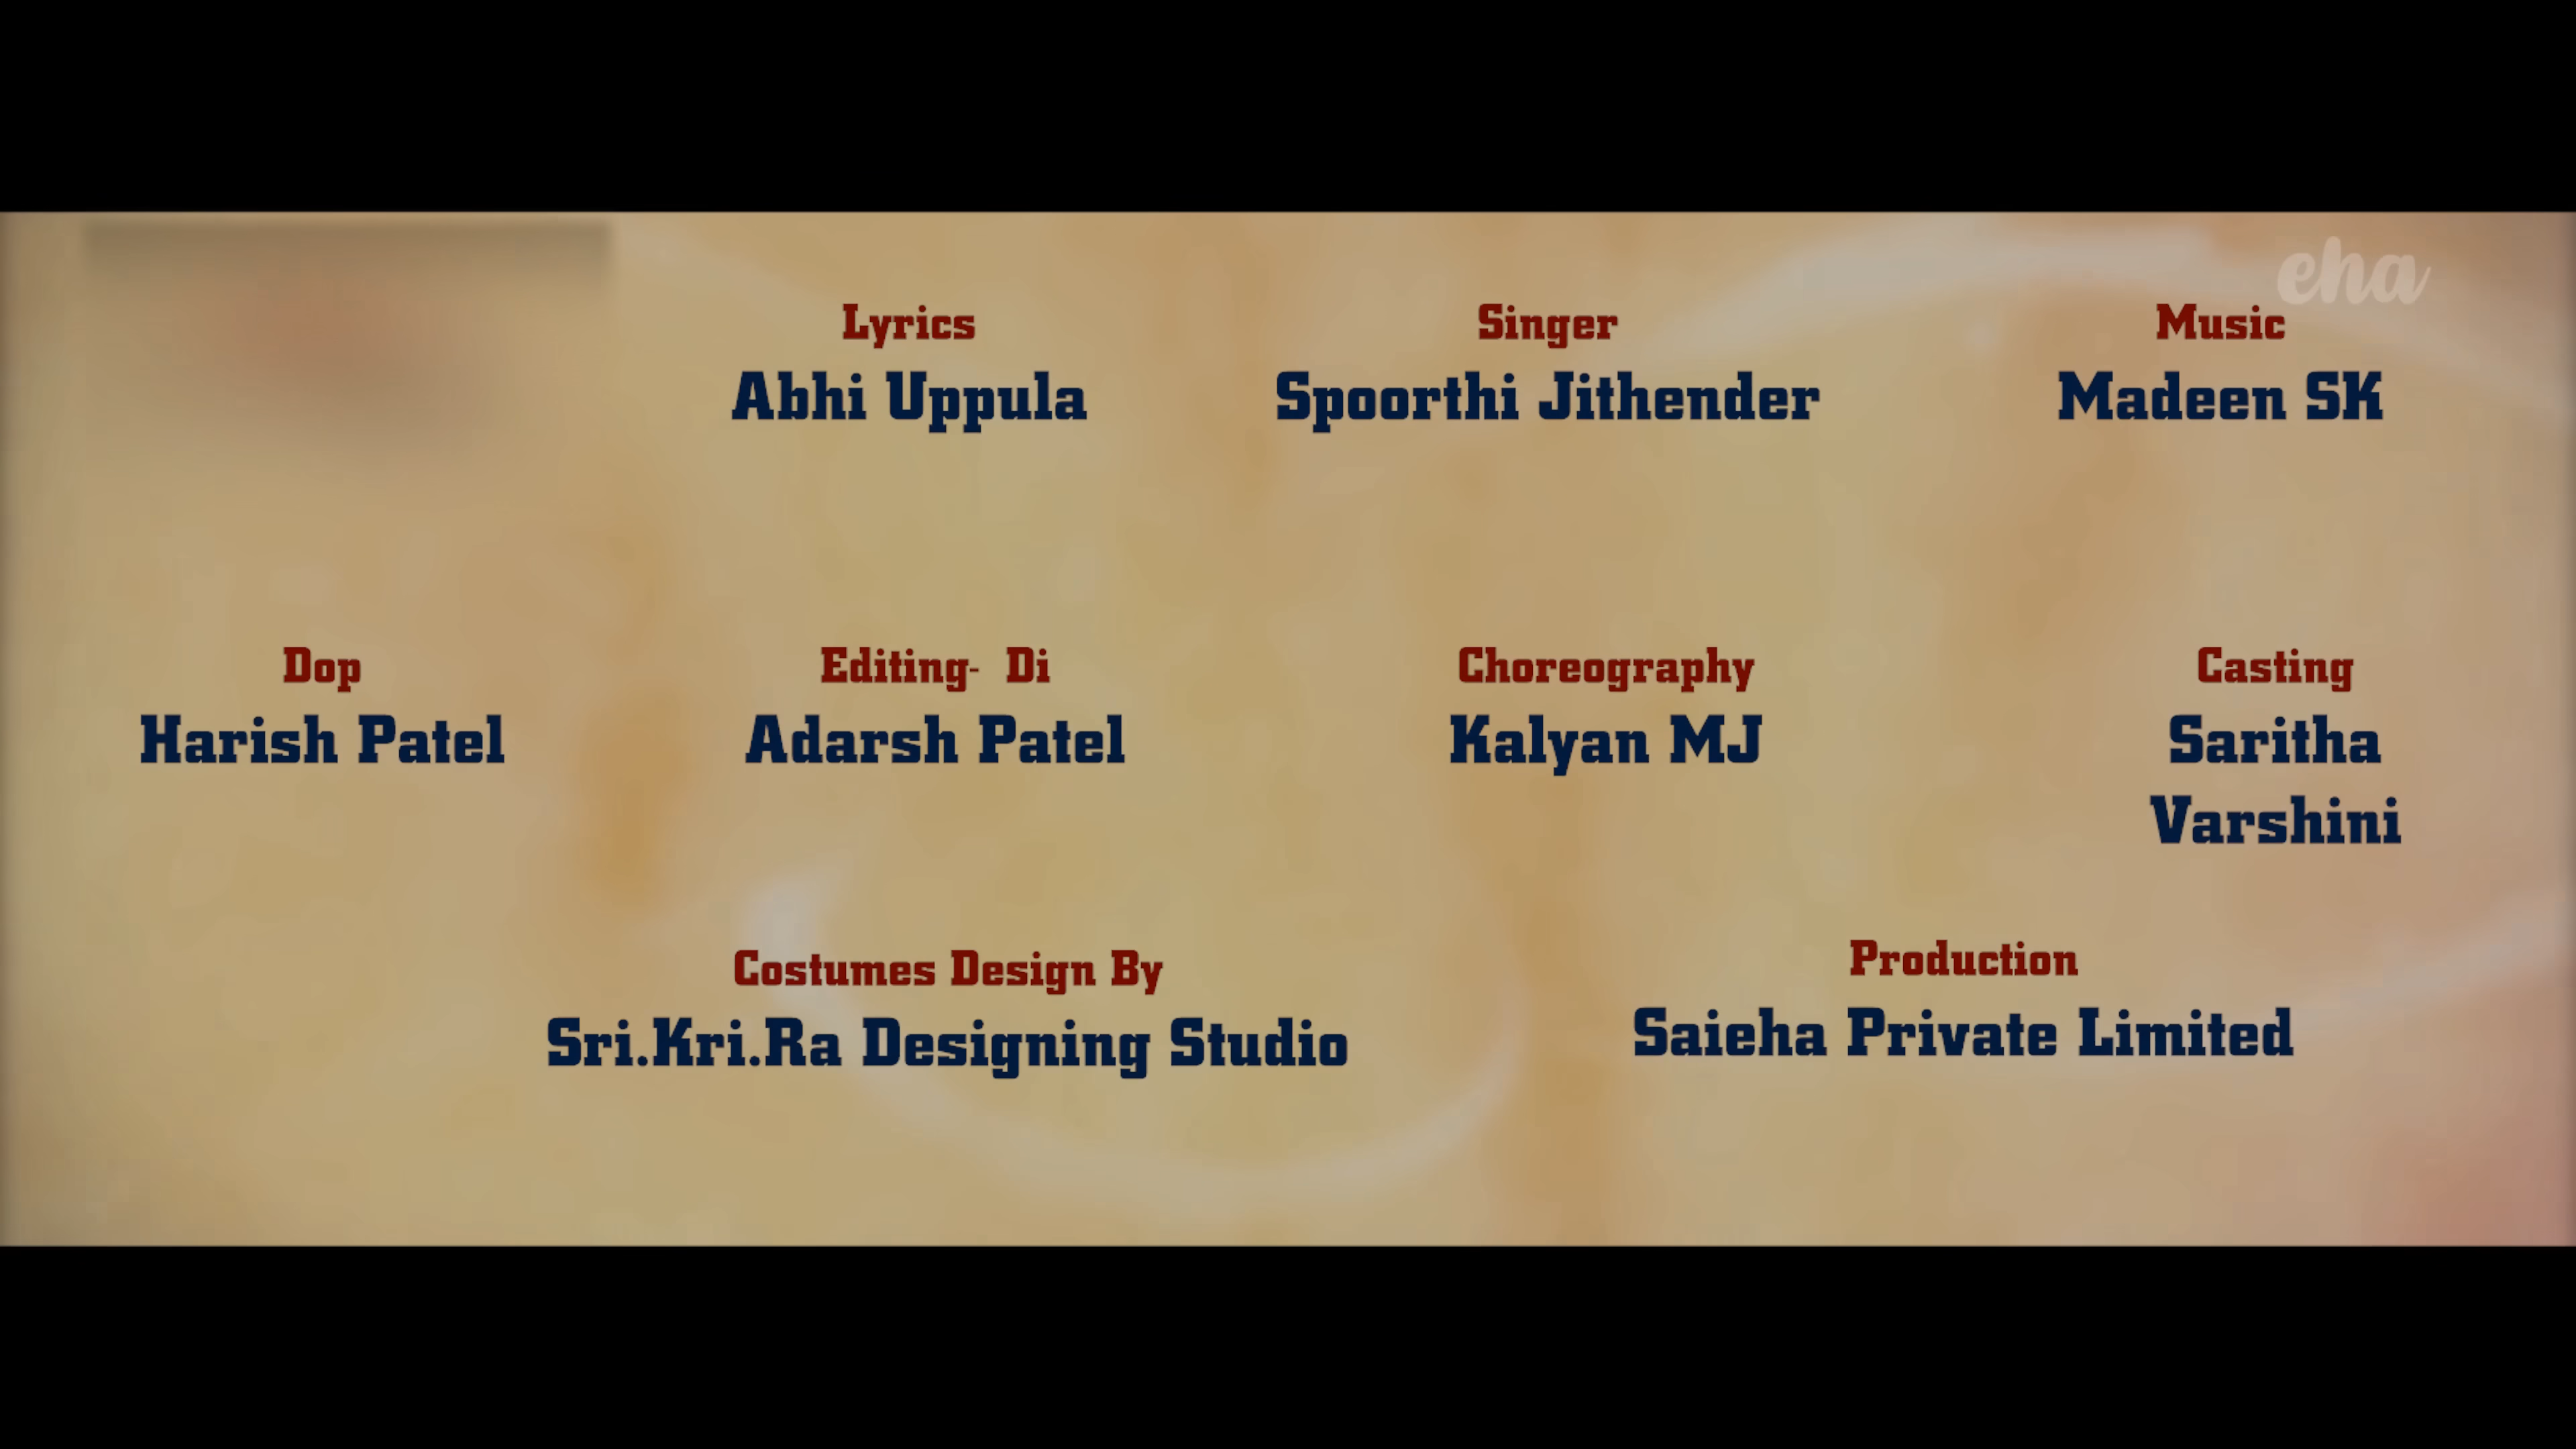 eha
Lyrics
Abhi Uppula
Singer
Spoorthi Jithender
Music
Madeen SK
Dop
Harish Patel
Editing- Di
Adarsh Patel
Choreography
Kalyan MJ
Casting
Saritha
Varshini
Costumes Design By
Sri.Kri.Ra Designing Studio
Production
Saieha Private Limited